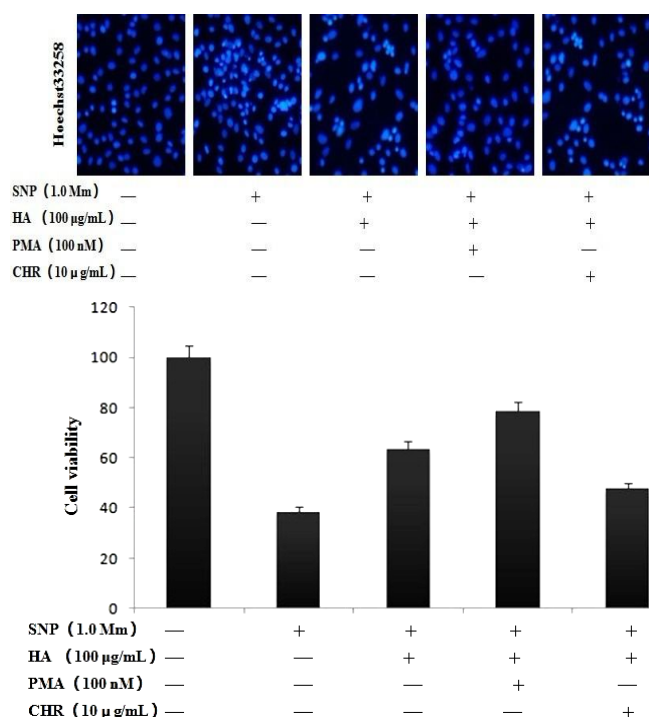 Hoechst33258
SNP (1.0 Mm) — + + + +
HA (100 µg/mL) — — + + +
PMA (100 nM) — — — + —
CHR (10 µ g/mL) — — — — +
120
100
80
60
40
20
0
Cell viability
SNP (1.0 Mm) — + + + +
HA (100 µg/mL) — — + + +
PMA (100 nM) — — — + —
CHR (10 µ g/mL) — — — — +